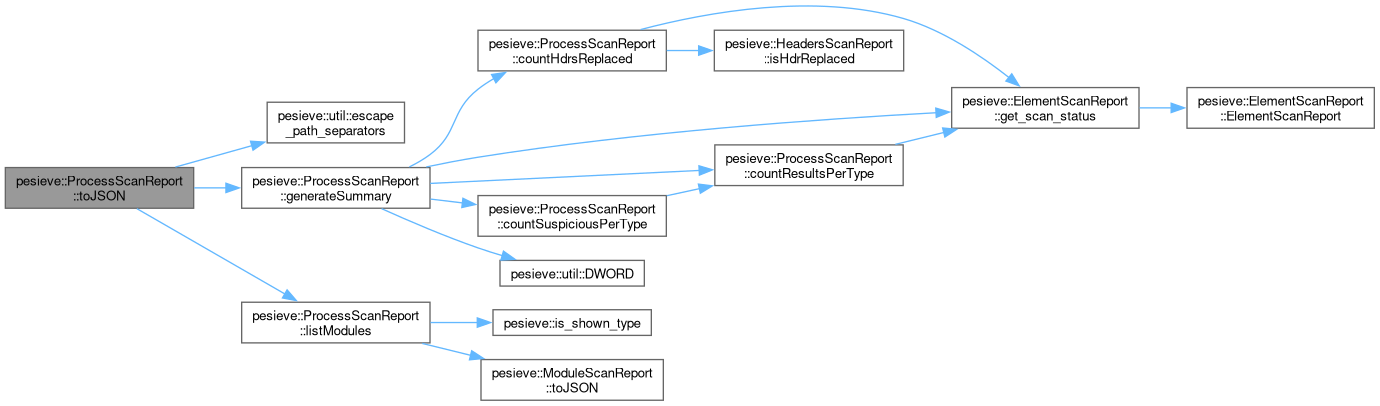 pesieve::ProcessScanReport
::toJSON
pesieve::util::escape
_path_separators
pesieve::ProcessScanReport
::generateSummary
pesieve::ProcessScanReport
::listModules
pesieve::ProcessScanReport
::countHdrsReplaced
pesieve::ProcessScanReport
::countSuspiciousPerType
pesieve::util::DWORD
pesieve::is_shown_type
pesieve::ModuleScanReport
::toJSON
pesieve::HeadersScanReport
::isHdrReplaced
pesieve::ProcessScanReport
::countResultsPerType
pesieve::ElementScanReport
::get_scan_status
pesieve::ElementScanReport
::ElementScanReport